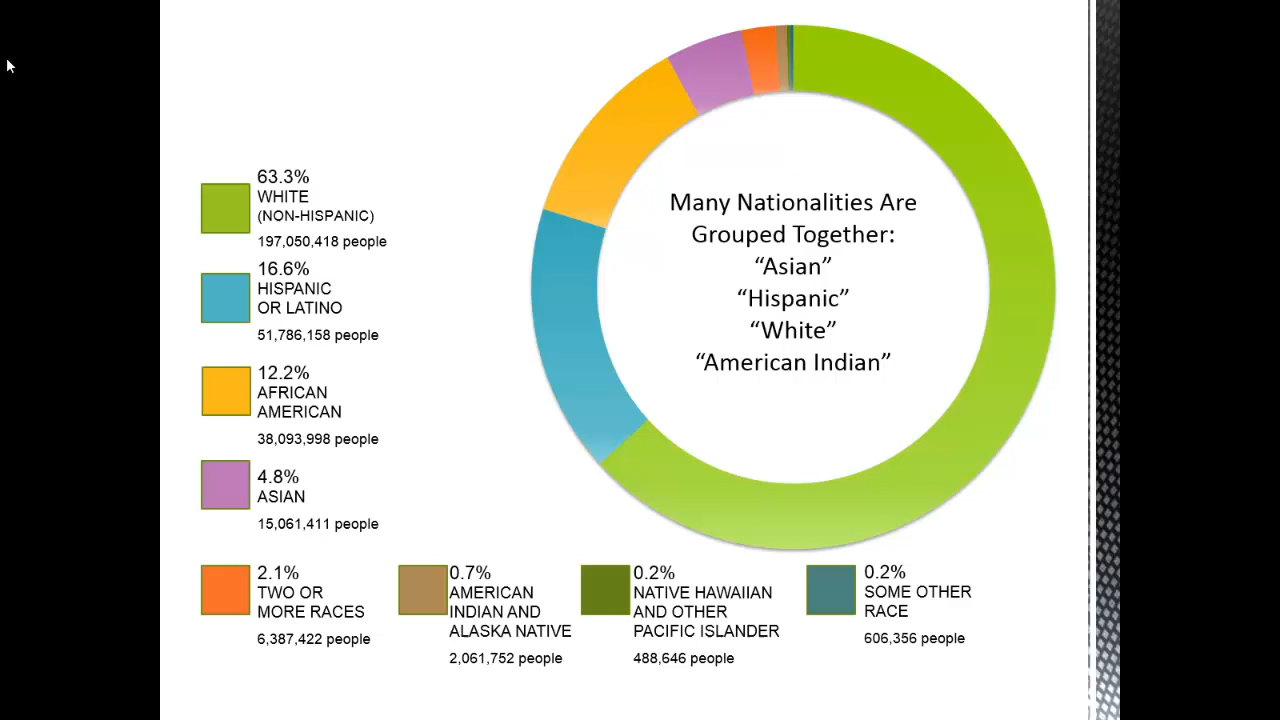 63.3%
WHITE
(NON-HISPANIC)
197,050,418 people
16.6%
HISPANIC
OR LATINO
51,786,158 people
12.2%
AFRICAN
AMERICAN
38,093,998 people
4.8%
ASIAN
15,061,411 people
2.1%
TWO OR
MORE RACES
6,387,422 people
0.7%
AMERICAN
INDIAN AND
ALASKA NATIVE
2,061,752 people
0.2%
NATIVE HAWAIIAN
AND OTHER
PACIFIC ISLANDER
488,646 people
0.2%
SOME OTHER
RACE
606,356 people
Many Nationalities Are
Grouped Together:
“Asian”
“Hispanic”
“White”
“American Indian”